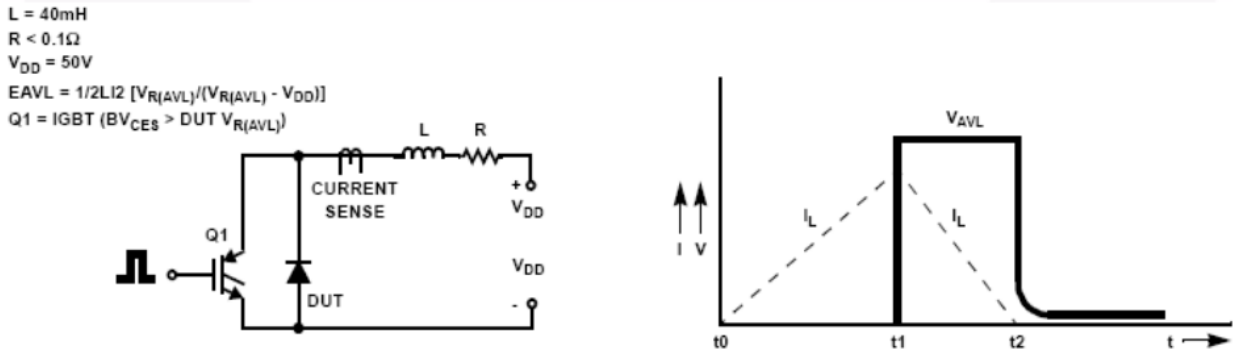 L = 40mH
R < 0.1Ω
VDD = 50V
EAVL = 1/2LI2 [VR(AVL)/(VR(AVL) - VDD)]
Q1 = IGBT (BVCES > DUT VR(AVL))
L R
CURRENT
SENSE
+
VDD
Q1
VDD
DUT
-
VAVL
IL
IL
I V
t0 t1 t2 t